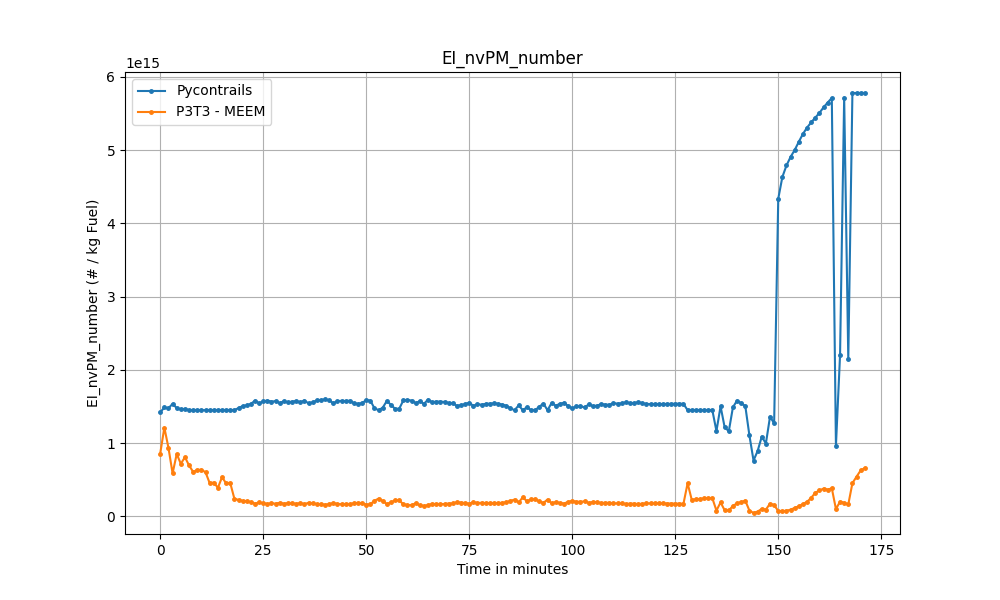 EI_nvPM_number
1e15
Pycontrails
P3T3 - MEEM
EI_nvPM_number (# / kg Fuel)
6
5
4
3
2
1
0
0 25 50 75 100 125 150 175
Time in minutes